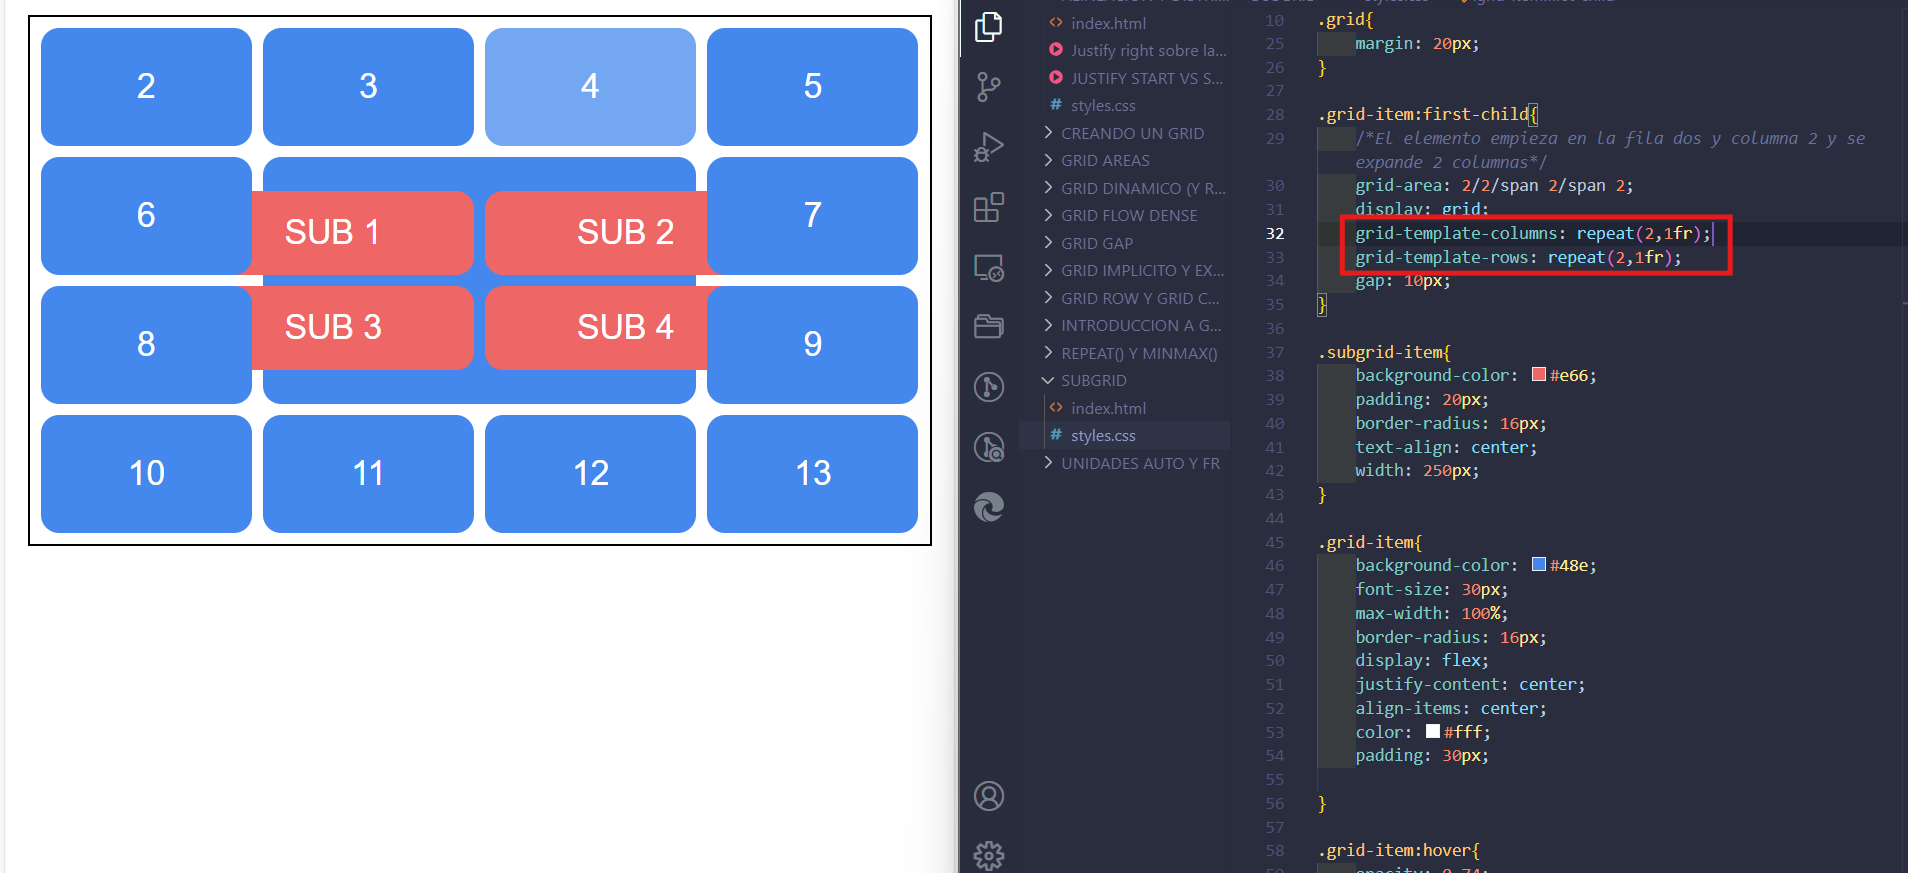 2 3 4 5
6 SUB 1 SUB 2 7
8 SUB 3 SUB 4 9
10 11 12 13
index.html
Justify right sobre la...
JUSTIFY START VS S...
styles.css
CREANDO UN GRID
GRID AREAS
GRID DINAMICO (Y R...
GRID FLOW DENSE
GRID GAP
GRID IMPLICITO Y EX...
GRID ROW Y GRID C...
INTRODUCCION A G...
REPEAT() Y MINMAX()
SUBGRID
index.html
styles.css
UNIDADES AUTO Y FR
10 .grid{
25 margin: 20px;
26 }
27
28 .grid-item:first-child{
29 /*El elemento empieza en la fila dos y columna 2 y se
expande 2 columnas*/
30 grid-area: 2/2/span 2/span 2;
31 display: grid;
32 grid-template-columns: repeat(2,1fr);
33 grid-template-rows: repeat(2,1fr);
34 gap: 10px;
35 }
36
37 .subgrid-item{
38 background-color: #e66;
39 padding: 20px;
40 border-radius: 16px;
41 text-align: center;
42 width: 250px;
43 }
44
45 .grid-item{
46 background-color: #48e;
47 font-size: 30px;
48 max-width: 100%;
49 border-radius: 16px;
50 display: flex;
51 justify-content: center;
52 align-items: center;
53 color: #fff;
54 padding: 30px;
55
56 }
57
58 .grid-item:hover{